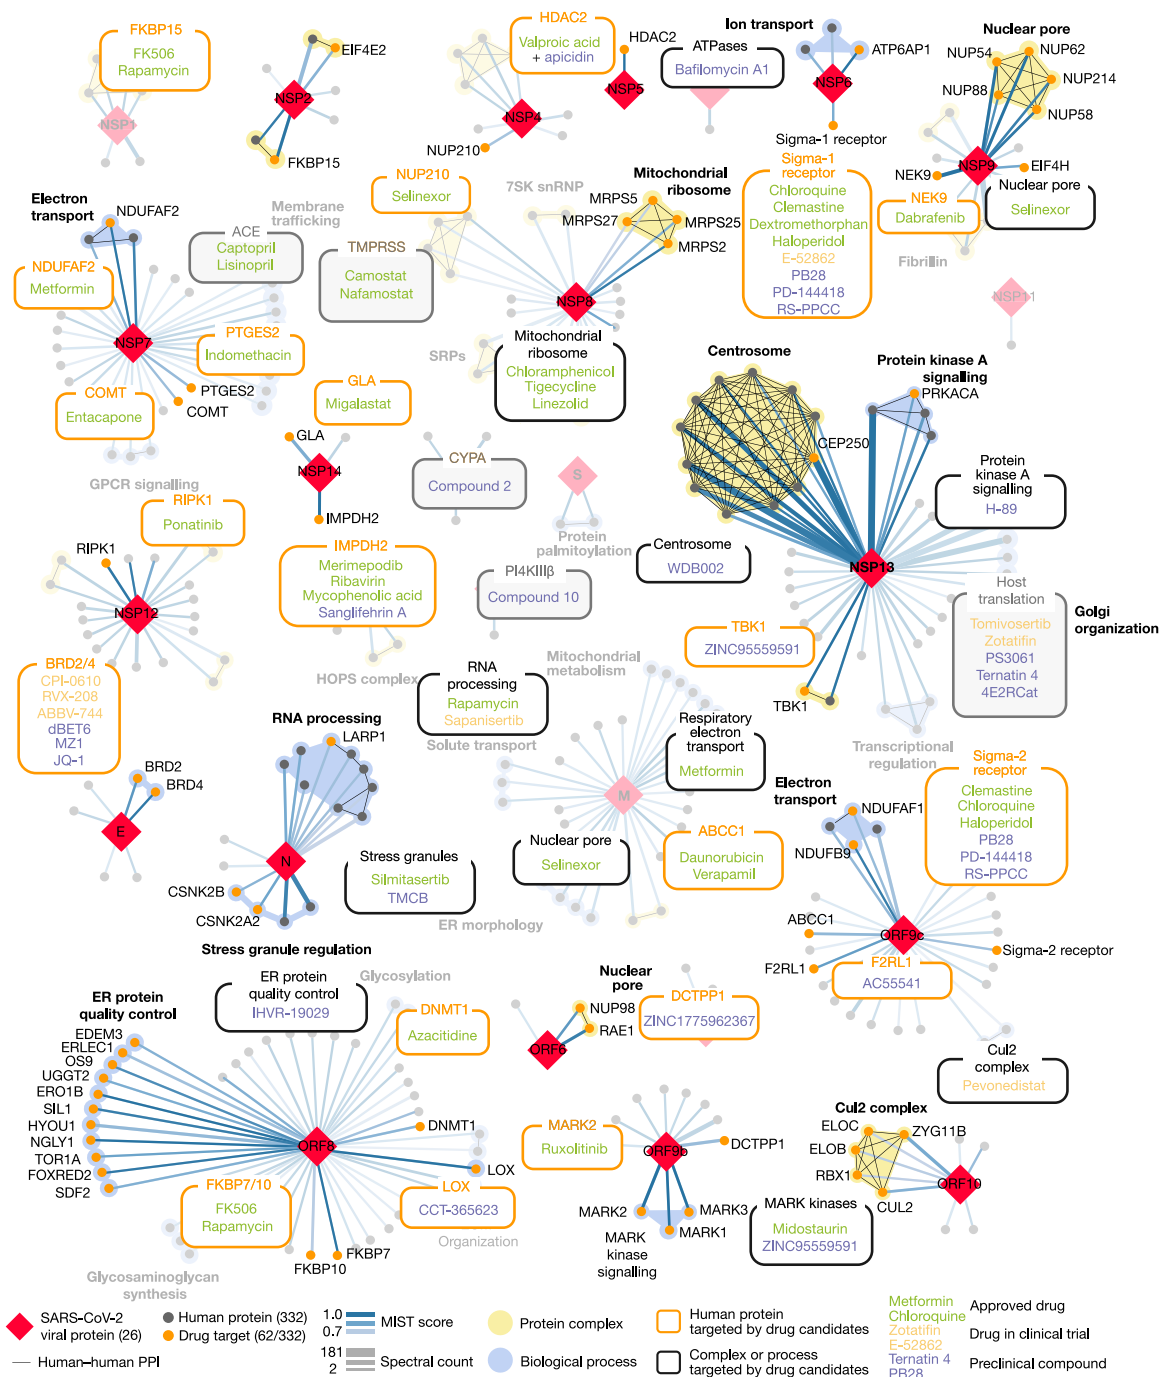 FKBP15
FK506
Rapamycin
NSP1
EIF4E2
NSP2
FKBP15
HDAC2
Valproic acid
+ apicidin
HDAC2
NSP5
NSP4
NUP210
ATPases
Bafilomycin A1
Ion transport
ATP6AP1
NSP6
Sigma-1 receptor
Nuclear pore
NUP54
NUP62
NUP214
NUP88
NUP58
NSP9
NEK9
EIF4H
NEK9
Dabrafenib
Nuclear pore
Selinexor
Fibrillin
NSP11
Electron
transport
NDUFAF2
NDUFAF2
Metformin
Membrane
trafficking
ACE
Captopril
Lisinopril
NSP7
PTGES2
Indomethacin
COMT
Entacapone
PTGES2
COMT
NUP210
Selinexor
7SK snRNP
TMPRSS
Camostat
Nafamostat
Mitochondrial
ribosome
MRPS5
MRPS27
MRPS25
MRPS2
NSP8
SRPs
Mitochondrial
ribosome
Chloramphenicol
Tigecycline
Linezolid
Sigma-1
receptor
Chloroquine
Clemastine
Dextromethorphan
Haloperidol
E-52862
PB28
PD-144418
RS-PPCC
GLA
Migalastat
GLA
NSP14
IMPDH2
IMPDH2
Merimepodib
Ribavirin
Mycophenolic acid
Sanglifehrin A
CYPA
Compound 2
S
Protein
palmitoylation
PI4KIIIβ
Compound 10
Centrosome
CEP250
Protein kinase A
signalling
PRKACA
Protein
kinase A
signalling
H-89
Centrosome
WDB002
NSP13
TBK1
ZINC95559591
TBK1
Host
translation
Tomivosertib
Zotatifin
PS3061
Ternatin 4
4E2RCat
Golgi
organization
Transcriptional
regulation
GPCR signalling
RIPK1
Ponatinib
RIPK1
NSP12
BRD2/4
CPI-0610
RVX-208
ABBV-744
dBET6
MZ1
JQ-1
BRD2
BRD4
E
HOPS complex
RNA
processing
Rapamycin
Sapanisertib
Solute transport
Mitochondrial
metabolism
Respiratory
electron
transport
Metformin
M
Nuclear pore
Selinexor
ABCC1
Daunorubicin
Verapamil
ER morphology
RNA processing
LARP1
N
CSNK2B
CSNK2A2
Stress granules
Silmitasertib
TMCB
Stress granule regulation
Electron
transport
NDUFAF1
NDUFB9
Sigma-2
receptor
Clemastine
Chloroquine
Haloperidol
PB28
PD-144418
RS-PPCC
ABCC1
ORF9c
F2RL1
Sigma-2 receptor
F2RL1
AC55541
ER protein
quality control
IHVR-19029
Glycosylation
DNMT1
Azacitidine
ER protein
quality control
EDEM3
ERLEC1
OS9
UGGT2
ERO1B
SIL1
HYOU1
NGLY1
TOR1A
FOXRED2
SDF2
ORF8
DNMT1
LOX
LOX
CCT-365623
Organization
FKBP7/10
FK506
Rapamycin
FKBP7
FKBP10
Glycosaminoglycan
synthesis
Nuclear
pore
NUP98
RAE1
ORF6
DCTPP1
ZINC1775962367
MARK2
Ruxolitinib
ORF9b
DCTPP1
MARK2
MARK3
MARK1
MARK
kinase
signalling
MARK kinases
Midostaurin
ZINC95559591
Cul2
complex
Pevonedistat
Cul2 complex
ELOC
ZYG11B
ELOB
RBX1
CUL2
ORF10
SARS-CoV-2
viral protein (26)
Human protein (332)
Drug target (62/332)
Human–human PPI
1.0
0.7
MIST score
181
2
Spectral count
Protein complex
Biological process
Human protein
targeted by drug candidates
Complex or process
targeted by drug candidates
Metformin
Chloroquine
Approved drug
Zotatifin
E-52862
Drug in clinical trial
Ternatin 4
PB28
Preclinical compound